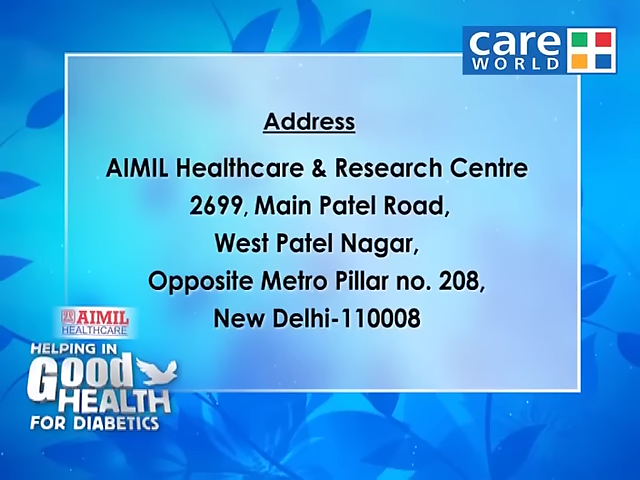 care
WORLD
Address
AIMIL Healthcare & Research Centre
2699, Main Patel Road,
West Patel Nagar,
Opposite Metro Pillar no. 208,
New Delhi-110008
AIMIL
HEALTHCARE
HELPING IN
Good
HEALTH
FOR DIABETICS